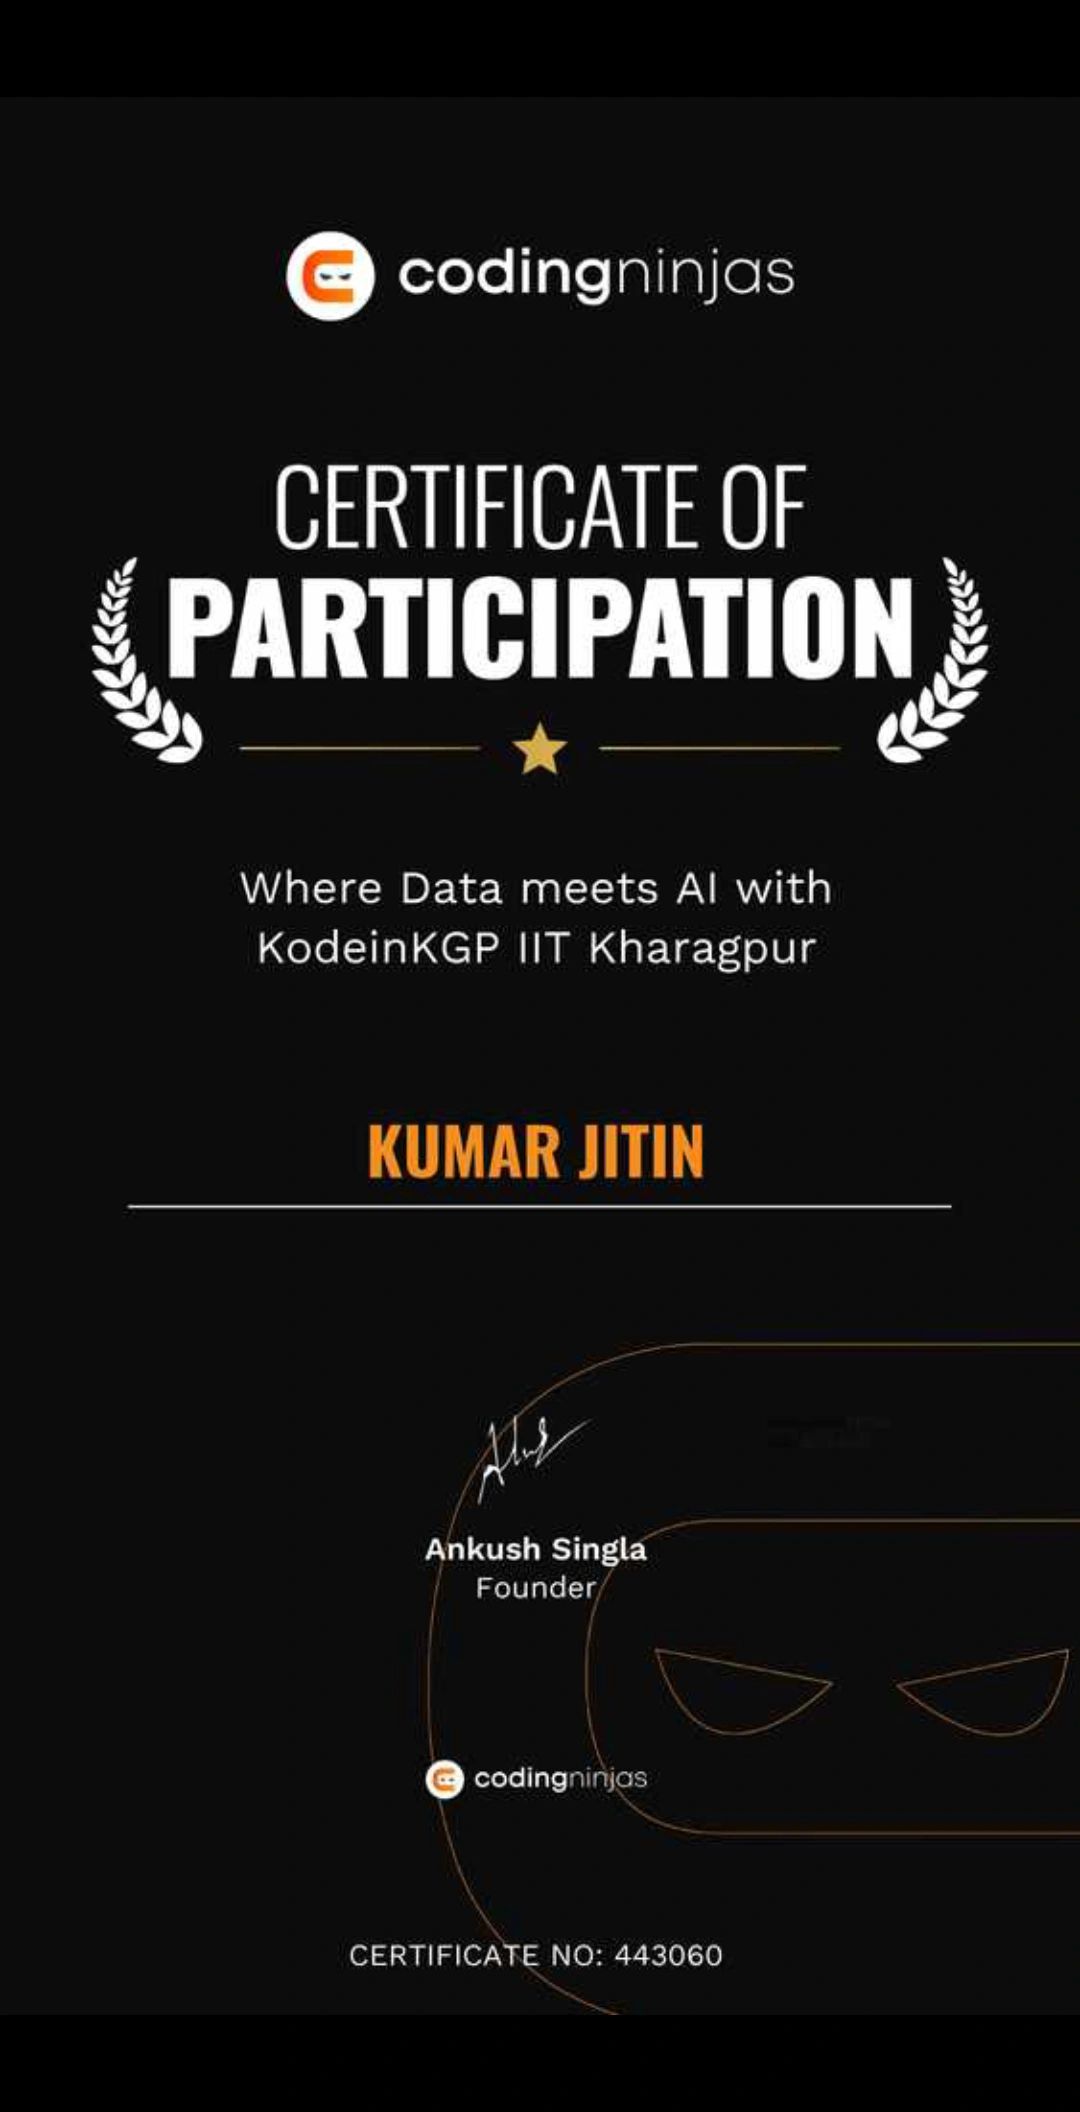 codingninjas
CERTIFICATE OF
PARTICIPATION
Where Data meets AI with
KodeinKGP IIT Kharagpur
KUMAR JITIN
Ankush Singla
Founder
codingninjas
CERTIFICATE NO: 443060